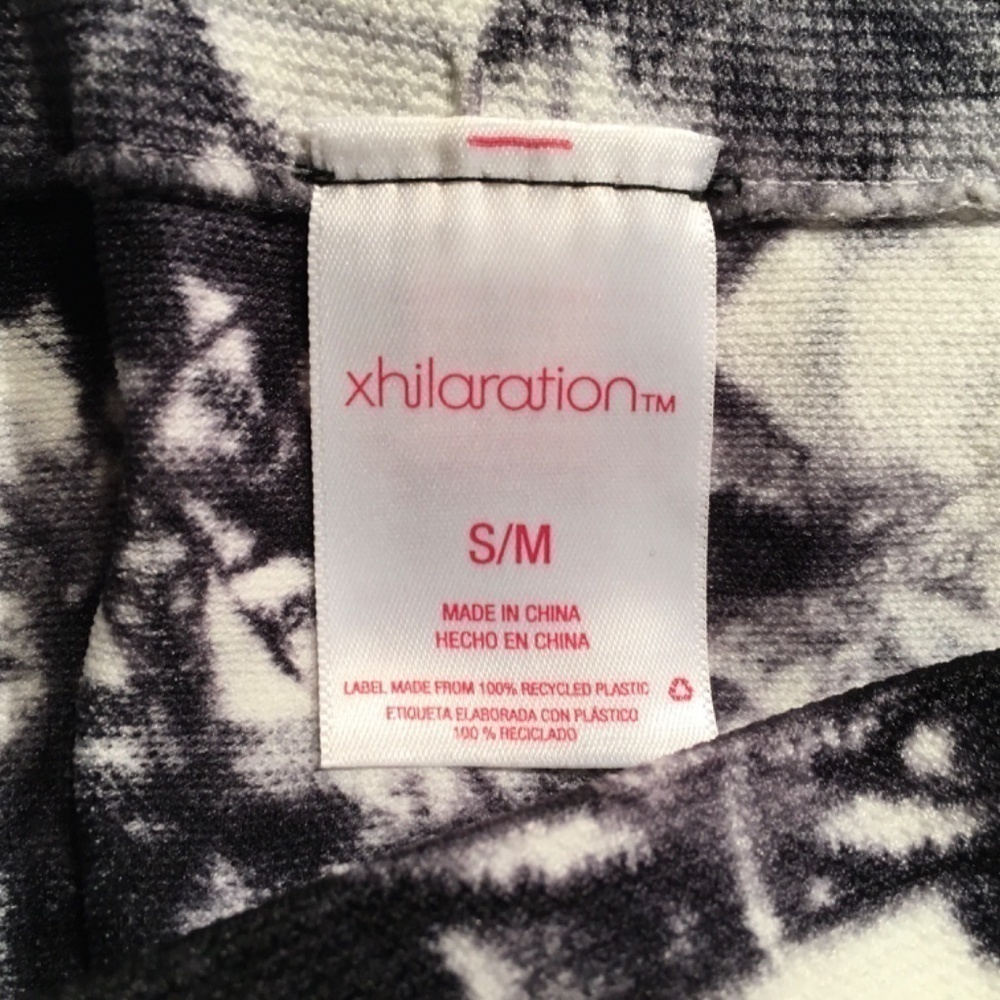 xhilaration™
S/M
MADE IN CHINA
HECHO EN CHINA
LABEL MADE FROM 100% RECYCLED PLASTIC
ETIQUETA ELABORADA CON PLÁSTICO
100 % RECICLADO